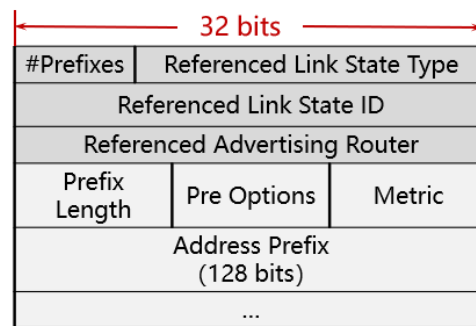 32 bits
#Prefixes Referenced Link State Type
Referenced Link State ID
Referenced Advertising Router
Prefix Length Pre Options Metric
Address Prefix
(128 bits)
...